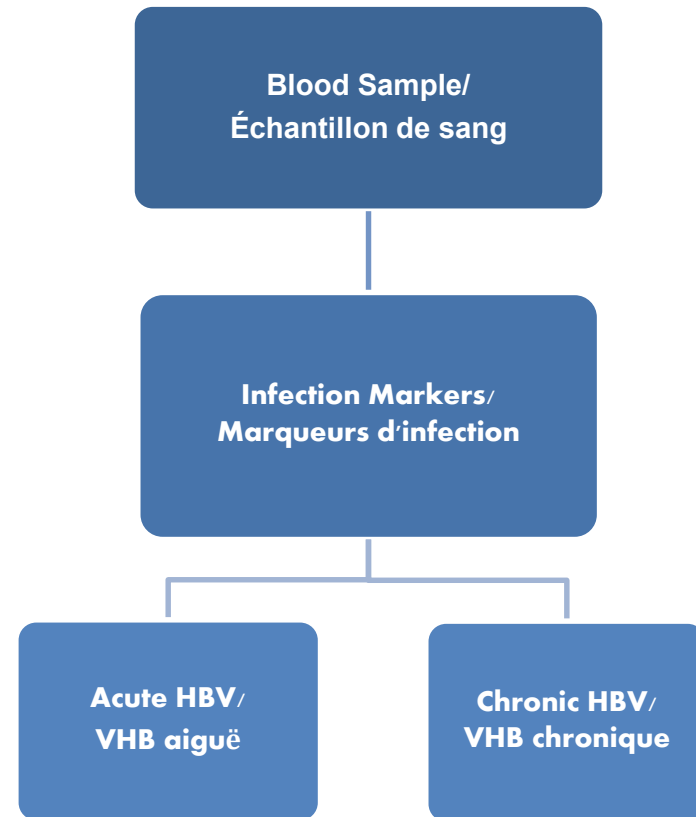 Blood Sample/
Échantillon de sang
Infection Markers/
Marqueurs d'infection
Acute HBV/
VHB aiguë
Chronic HBV/
VHB chronique